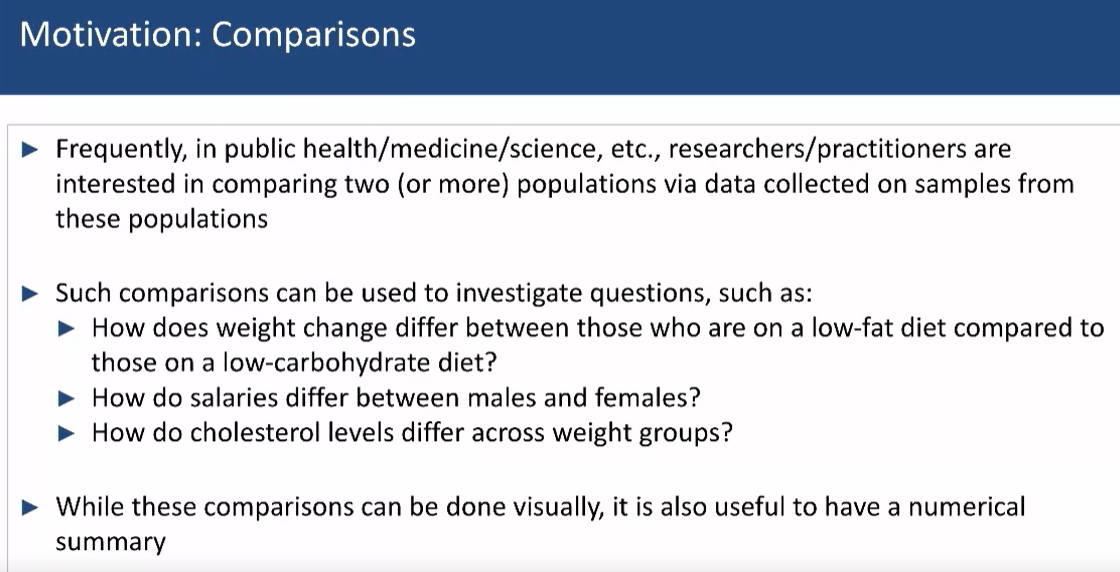 Motivation: Comparisons
► Frequently, in public health/medicine/science, etc., researchers/practitioners are
interested in comparing two (or more) populations via data collected on samples from
these populations
► Such comparisons can be used to investigate questions, such as:
► How does weight change differ between those who are on a low-fat diet compared to
those on a low-carbohydrate diet?
► How do salaries differ between males and females?
► How do cholesterol levels differ across weight groups?
► While these comparisons can be done visually, it is also useful to have a numerical
summary